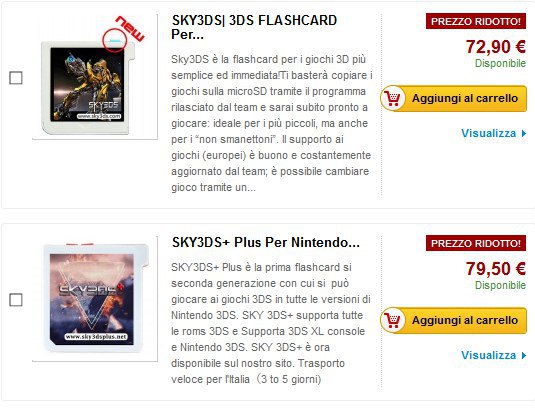 new
SKY3DS
www.sky3ds.com
SKY3DS| 3DS FLASHCARD
Per...
Sky3DS è la flashcard per i giochi 3D più
semplice ed immediata!Ti basterà copiare i
giochi sulla microSD tramite il programma
rilasciato dal team e sarai subito pronto a
giocare: ideale per i più piccoli, ma anche
per i “non smanettoni”. Il supporto ai
giochi (europei) è buono e costantemente
aggiornato dal team; è possibile cambiare
gioco tramite un...
PREZZO RIDOTTO!
72,90 €
Disponibile
Aggiungi al carrello
Visualizza
www.sky3dsplus.net
SKY3DS+ Plus Per Nintendo...
SKY3DS+ Plus è la prima flashcard si
seconda generazione con cui si può
giocare ai giochi 3DS in tutte le versioni di
Nintendo 3DS. SKY 3DS+ supporta tutte
le roms 3DS e Supporta 3DS XL console
e Nintendo 3DS. SKY 3DS+ è ora
disponibile sul nostro sito. Trasporto
veloce per l'Italia（3 to 5 giorni)
PREZZO RIDOTTO!
79,50 €
Disponibile
Aggiungi al carrello
Visualizza